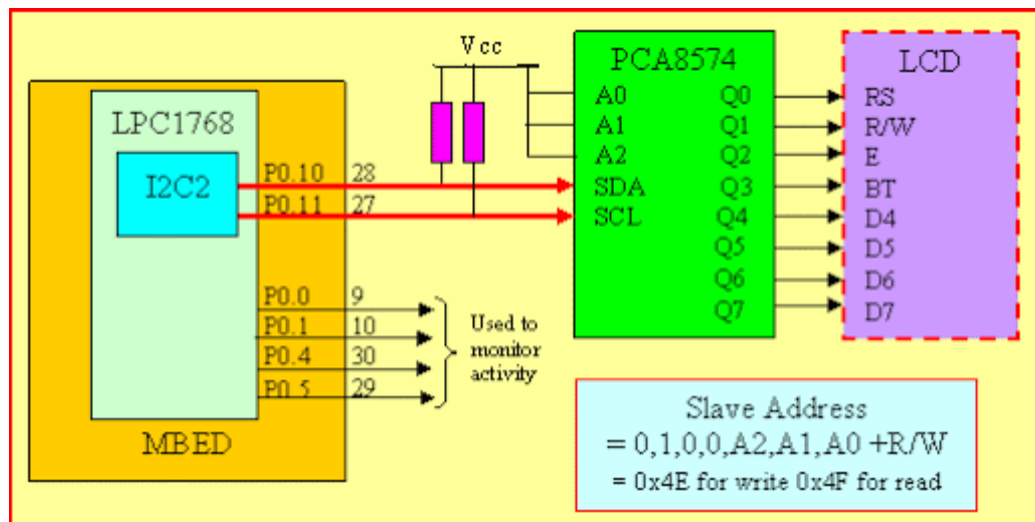 Vcc
PCA8574
LCD
LPC1768
I2C2
MBED
P0.10 28
P0.11 27
P0.0 9
P0.1 10
P0.4 30
P0.5 29
Used to
monitor
activity
A0 Q0
A1 Q1
A2 Q2
SDA Q3
SCL Q4
Q5
Q6
Q7
RS
R/W
E
BT
D4
D5
D6
D7
Slave Address
= 0,1,0,0,A2,A1,A0 +R/W
= 0x4E for write 0x4F for read